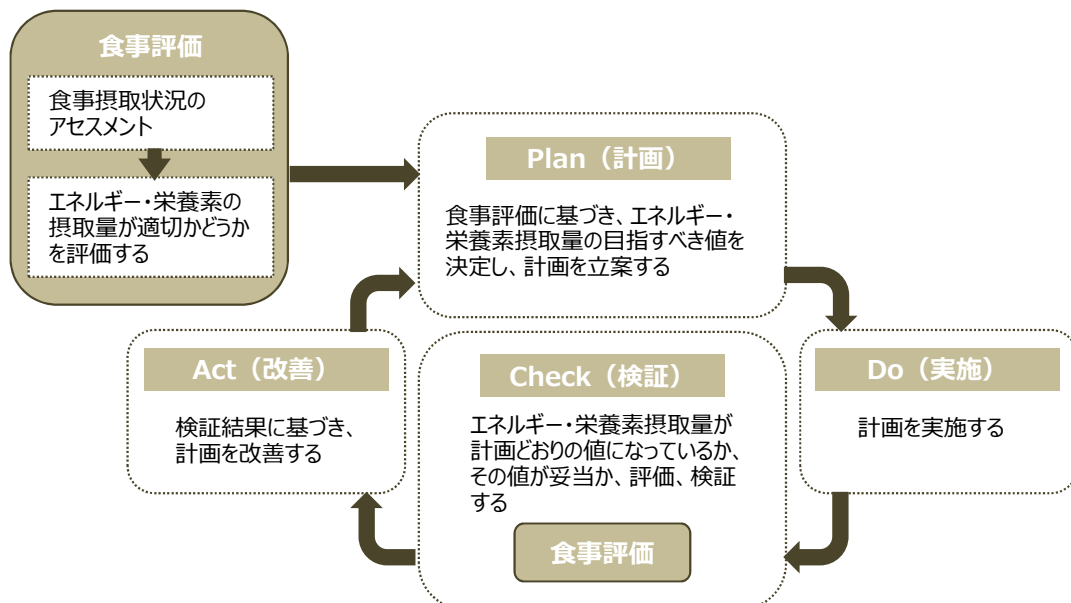 食事評価
食事摂取状況の
アセスメント
エネルギー・栄養素の
摂取量が適切かどうか
を評価する
Plan（計画）
食事評価に基づき、エネルギー・
栄養素摂取量の目指すべき値を
決定し、計画を立案する
Do（実施）
計画を実施する
Check（検証）
エネルギー・栄養素摂取量が
計画どおりの値になっているか、
その値が妥当か、評価、検証
する
食事評価
Act（改善）
検証結果に基づき、
計画を改善する